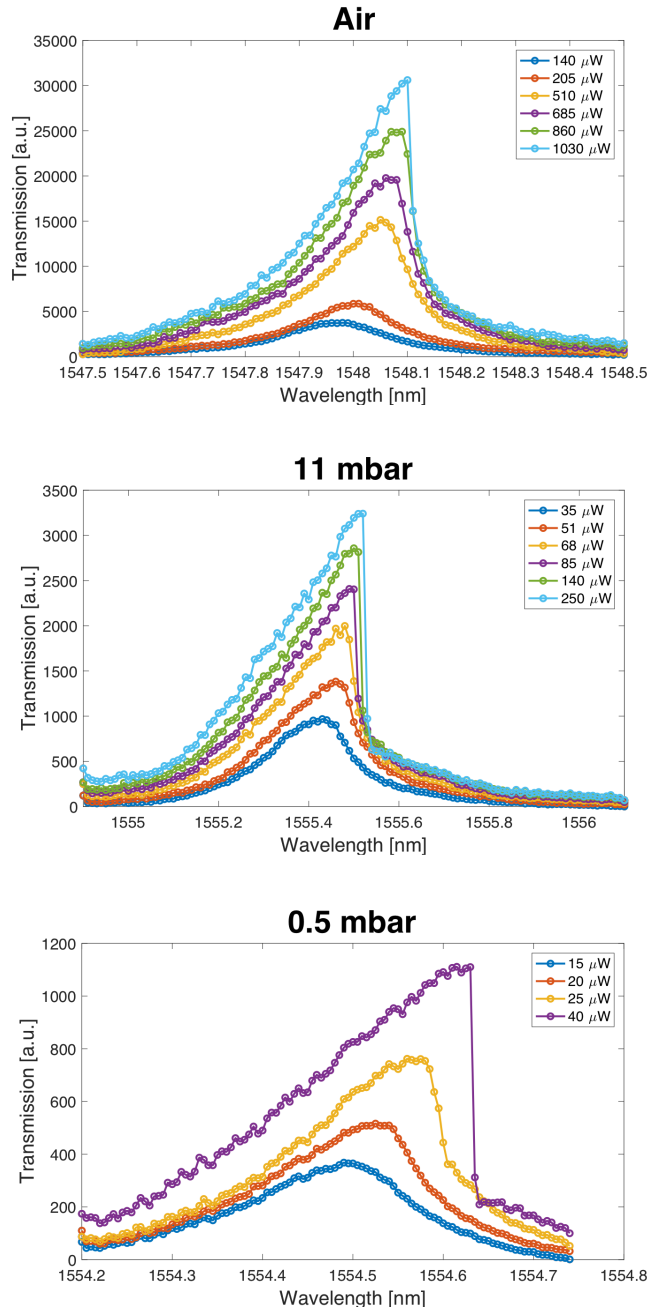 Air
35000
30000
25000
20000
15000
10000
5000
0
Transmission [a.u.]
140 μW
205 μW
510 μW
685 μW
860 μW
1030 μW
1547.5 1547.6 1547.7 1547.8 1547.9 1548 1548.1 1548.2 1548.3 1548.4 1548.5
Wavelength [nm]
11 mbar
3500
3000
2500
2000
1500
1000
500
0
Transmission [a.u.]
35 μW
51 μW
68 μW
85 μW
140 μW
250 μW
1555 1555.2 1555.4 1555.6 1555.8 1556
Wavelength [nm]
0.5 mbar
1200
1000
800
600
400
200
0
Transmission [a.u.]
15 μW
20 μW
25 μW
40 μW
1554.2 1554.3 1554.4 1554.5 1554.6 1554.7 1554.8
Wavelength [nm]